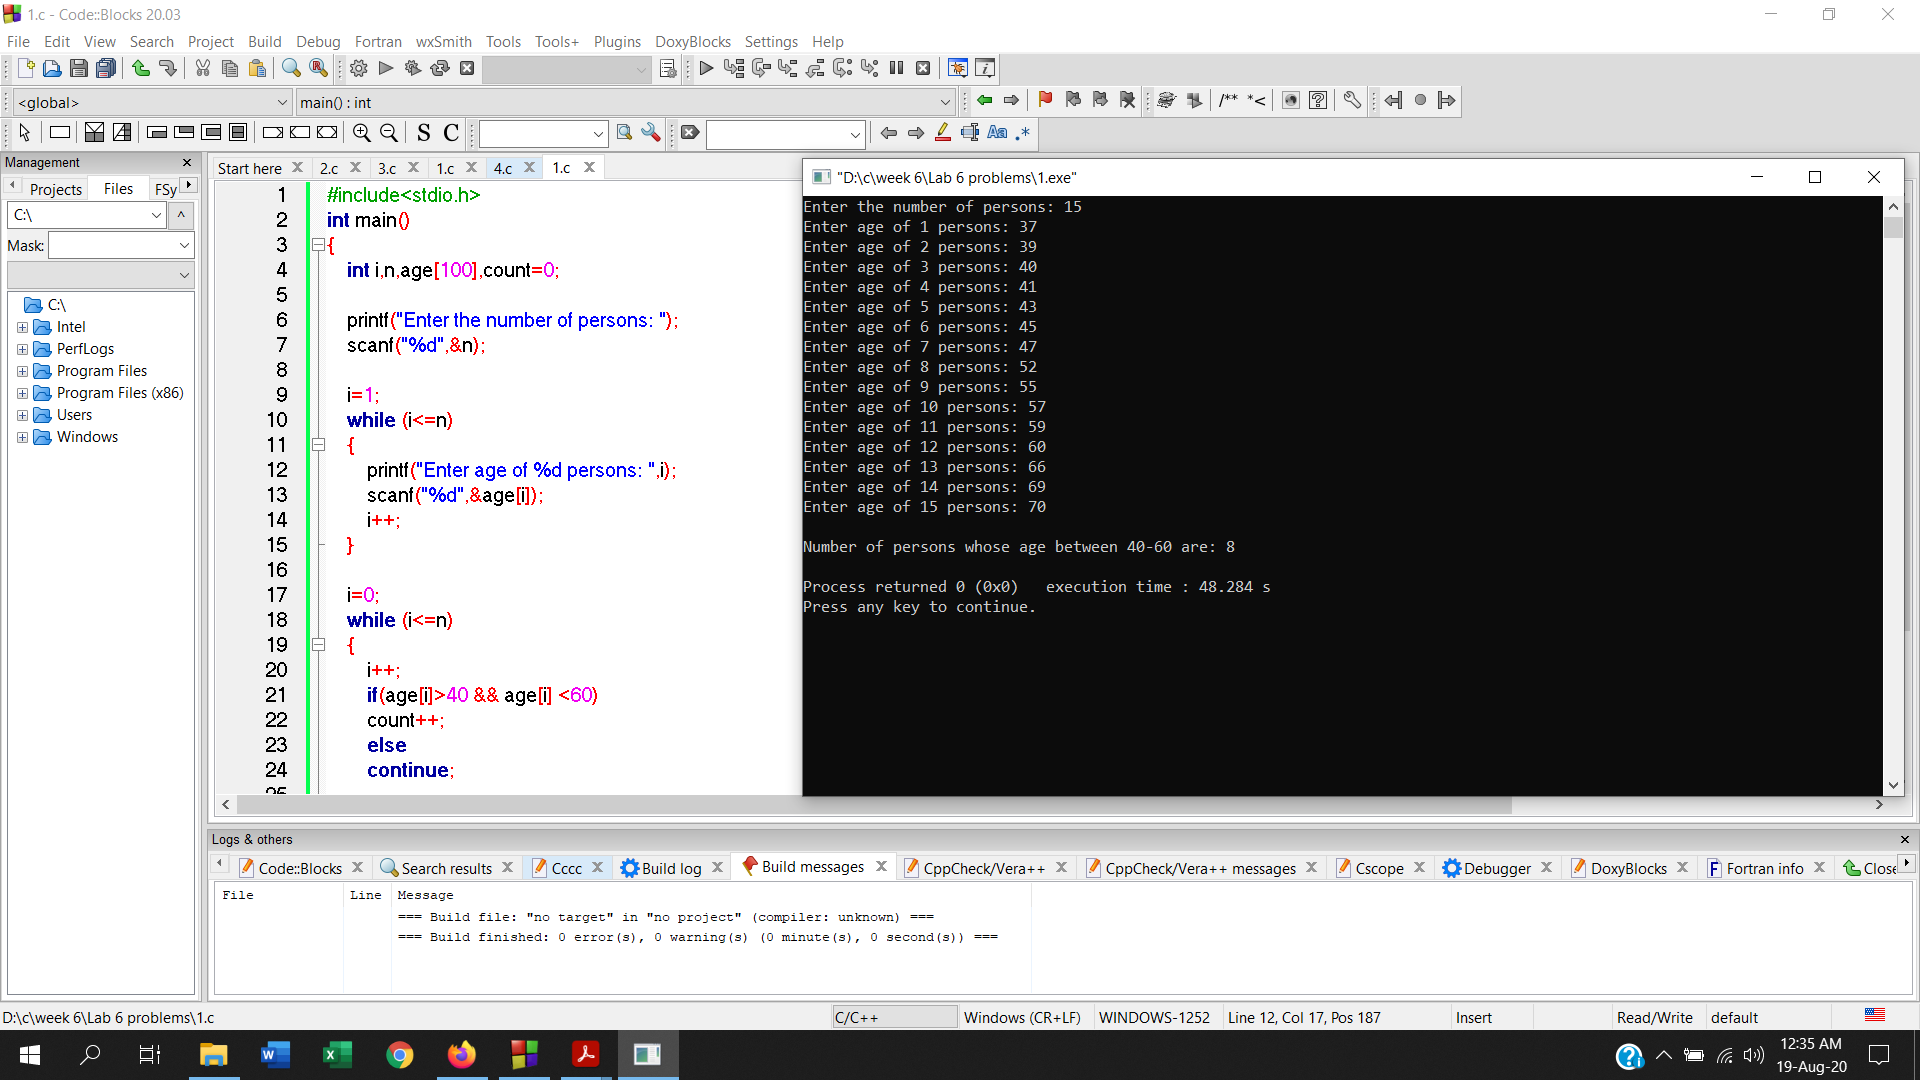 1.c - Code::Blocks 20.03
File Edit View Search Project Build Debug Fortran wxSmith Tools Tools+ Plugins DoxyBlocks Settings Help
<global> main() : int
/** *<
S C Aa .*
Management
Projects Files FSy
C:\
Mask:
C:\
Intel
PerfLogs
Program Files
Program Files (x86)
Users
Windows
Start here 2.c 3.c 1.c 4.c 1.c
1 #include<stdio.h>
2 int main()
3 {
4 int i,n,age[100],count=0;
5
6 printf("Enter the number of persons: ");
7 scanf("%d",&n);
8
9 i=1;
10 while (i<=n)
11 {
12 printf("Enter age of %d persons: ",i);
13 scanf("%d",&age[i]);
14 i++;
15 }
16
17 i=0;
18 while (i<=n)
19 {
20 i++;
21 if(age[i]>40 && age[i] <60)
22 count++;
23 else
24 continue;
"D:\c\week 6\Lab 6 problems\1.exe"
Enter the number of persons: 15
Enter age of 1 persons: 37
Enter age of 2 persons: 39
Enter age of 3 persons: 40
Enter age of 4 persons: 41
Enter age of 5 persons: 43
Enter age of 6 persons: 45
Enter age of 7 persons: 47
Enter age of 8 persons: 52
Enter age of 9 persons: 55
Enter age of 10 persons: 57
Enter age of 11 persons: 59
Enter age of 12 persons: 60
Enter age of 13 persons: 66
Enter age of 14 persons: 69
Enter age of 15 persons: 70
Number of persons whose age between 40-60 are: 8
Process returned 0 (0x0) execution time : 48.284 s
Press any key to continue.
Logs & others
Code::Blocks Search results Cccc Build log Build messages CppCheck/Vera++ CppCheck/Vera++ messages Cscope Debugger DoxyBlocks Fortran info Close
File Line Message
=== Build file: "no target" in "no project" (compiler: unknown) ===
=== Build finished: 0 error(s), 0 warning(s) (0 minute(s), 0 second(s)) ===
D:\c\week 6\Lab 6 problems\1.c C/C++ Windows (CR+LF) WINDOWS-1252 Line 12, Col 17, Pos 187 Insert Read/Write default
12:35 AM
19-Aug-20